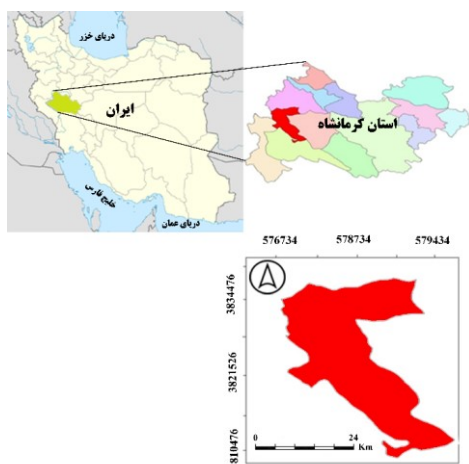 دریای خزر
ایران
استان کرمانشاه
خلیج فارس
دریای عمان
576734 578734 579434
3834476
3821526
810476
0 24
Km